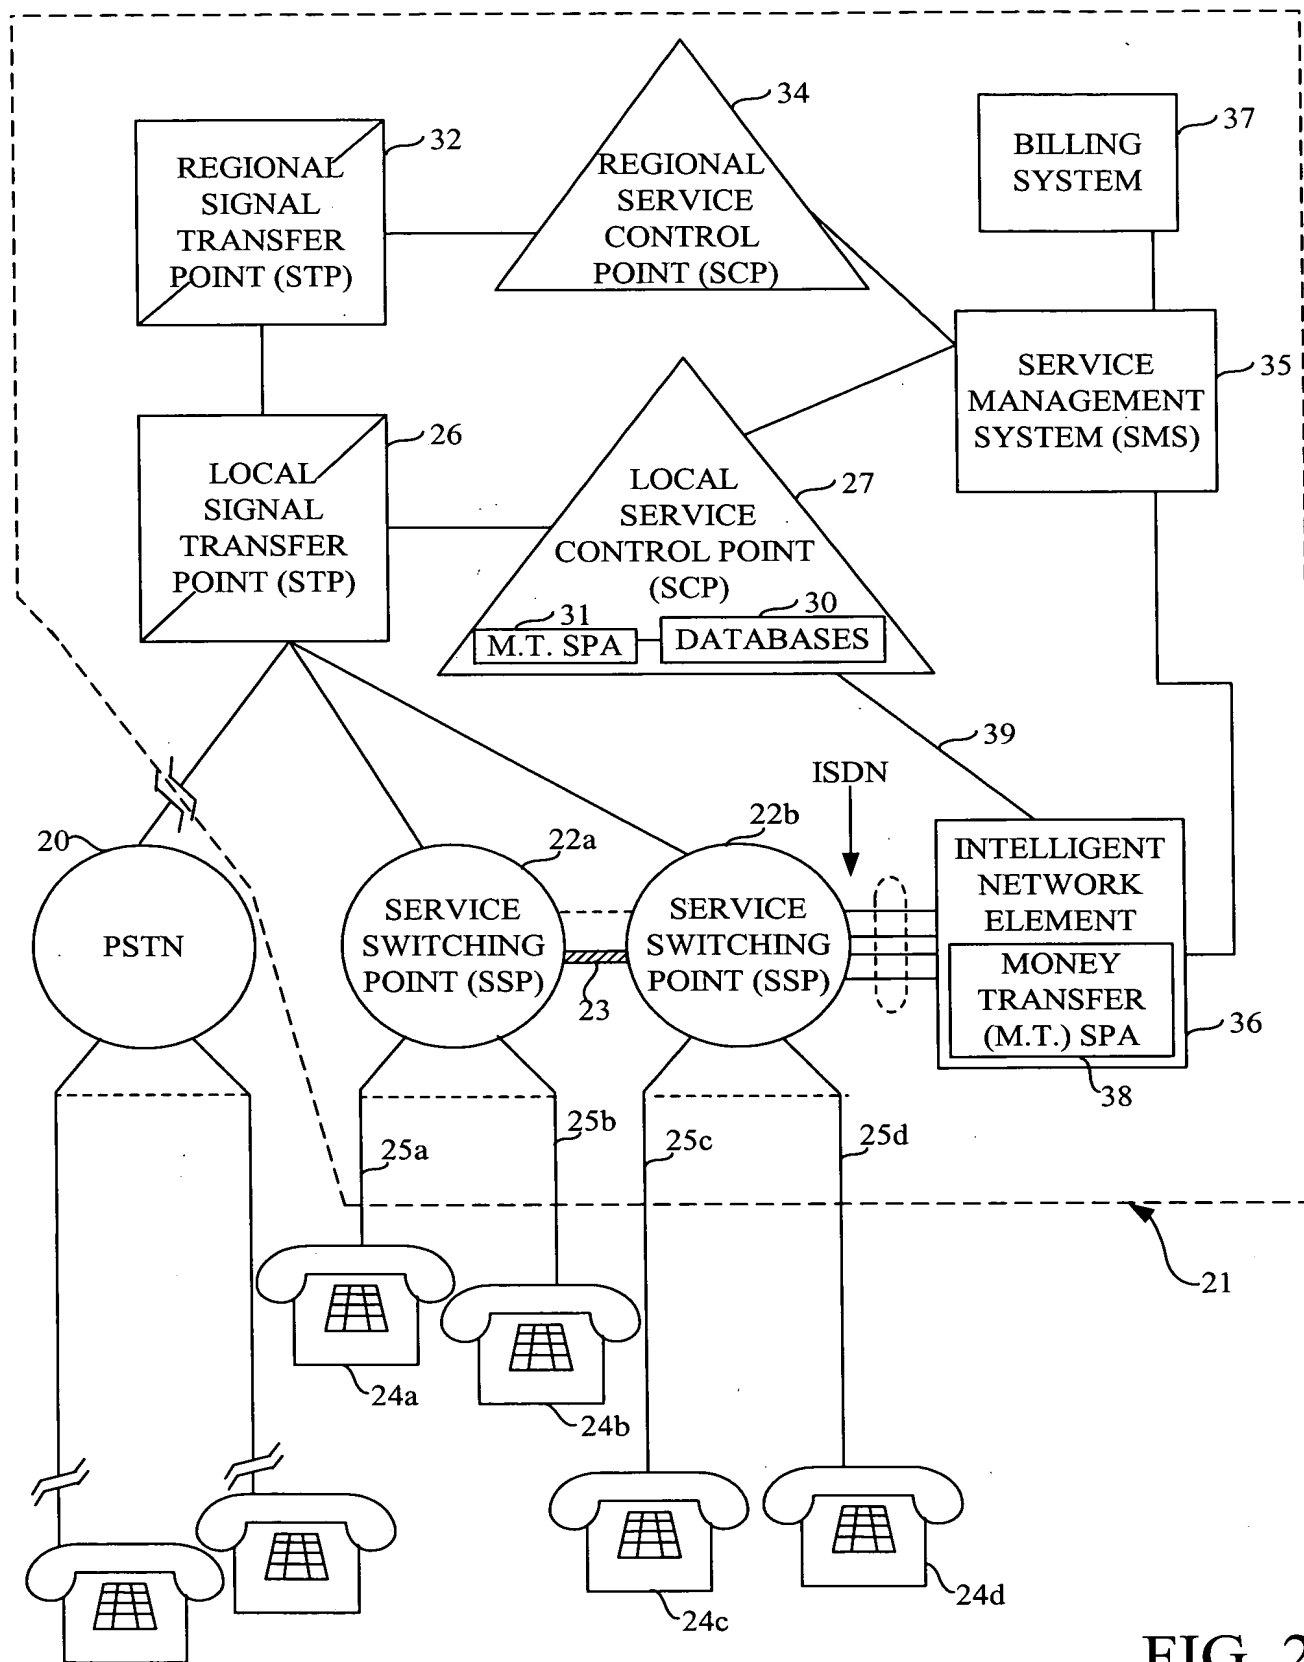 34
37
32
BILLING
SYSTEM
REGIONAL
SIGNAL
TRANSFER
POINT (STP)
REGIONAL
SERVICE
CONTROL
POINT (SCP)
35
SERVICE
MANAGEMENT
SYSTEM (SMS)
26
27
LOCAL
SIGNAL
TRANSFER
POINT (STP)
LOCAL
SERVICE
CONTROL POINT
(SCP)
31
30
M.T. SPA
DATABASES
39
ISDN
20
22a
22b
PSTN
SERVICE
SWITCHING
POINT (SSP)
SERVICE
SWITCHING
POINT (SSP)
INTELLIGENT
NETWORK
ELEMENT
MONEY
TRANSFER
(M.T.) SPA
23
36
38
25a
25b
25c
25d
21
24a
24b
24c
24d
FIG. 2